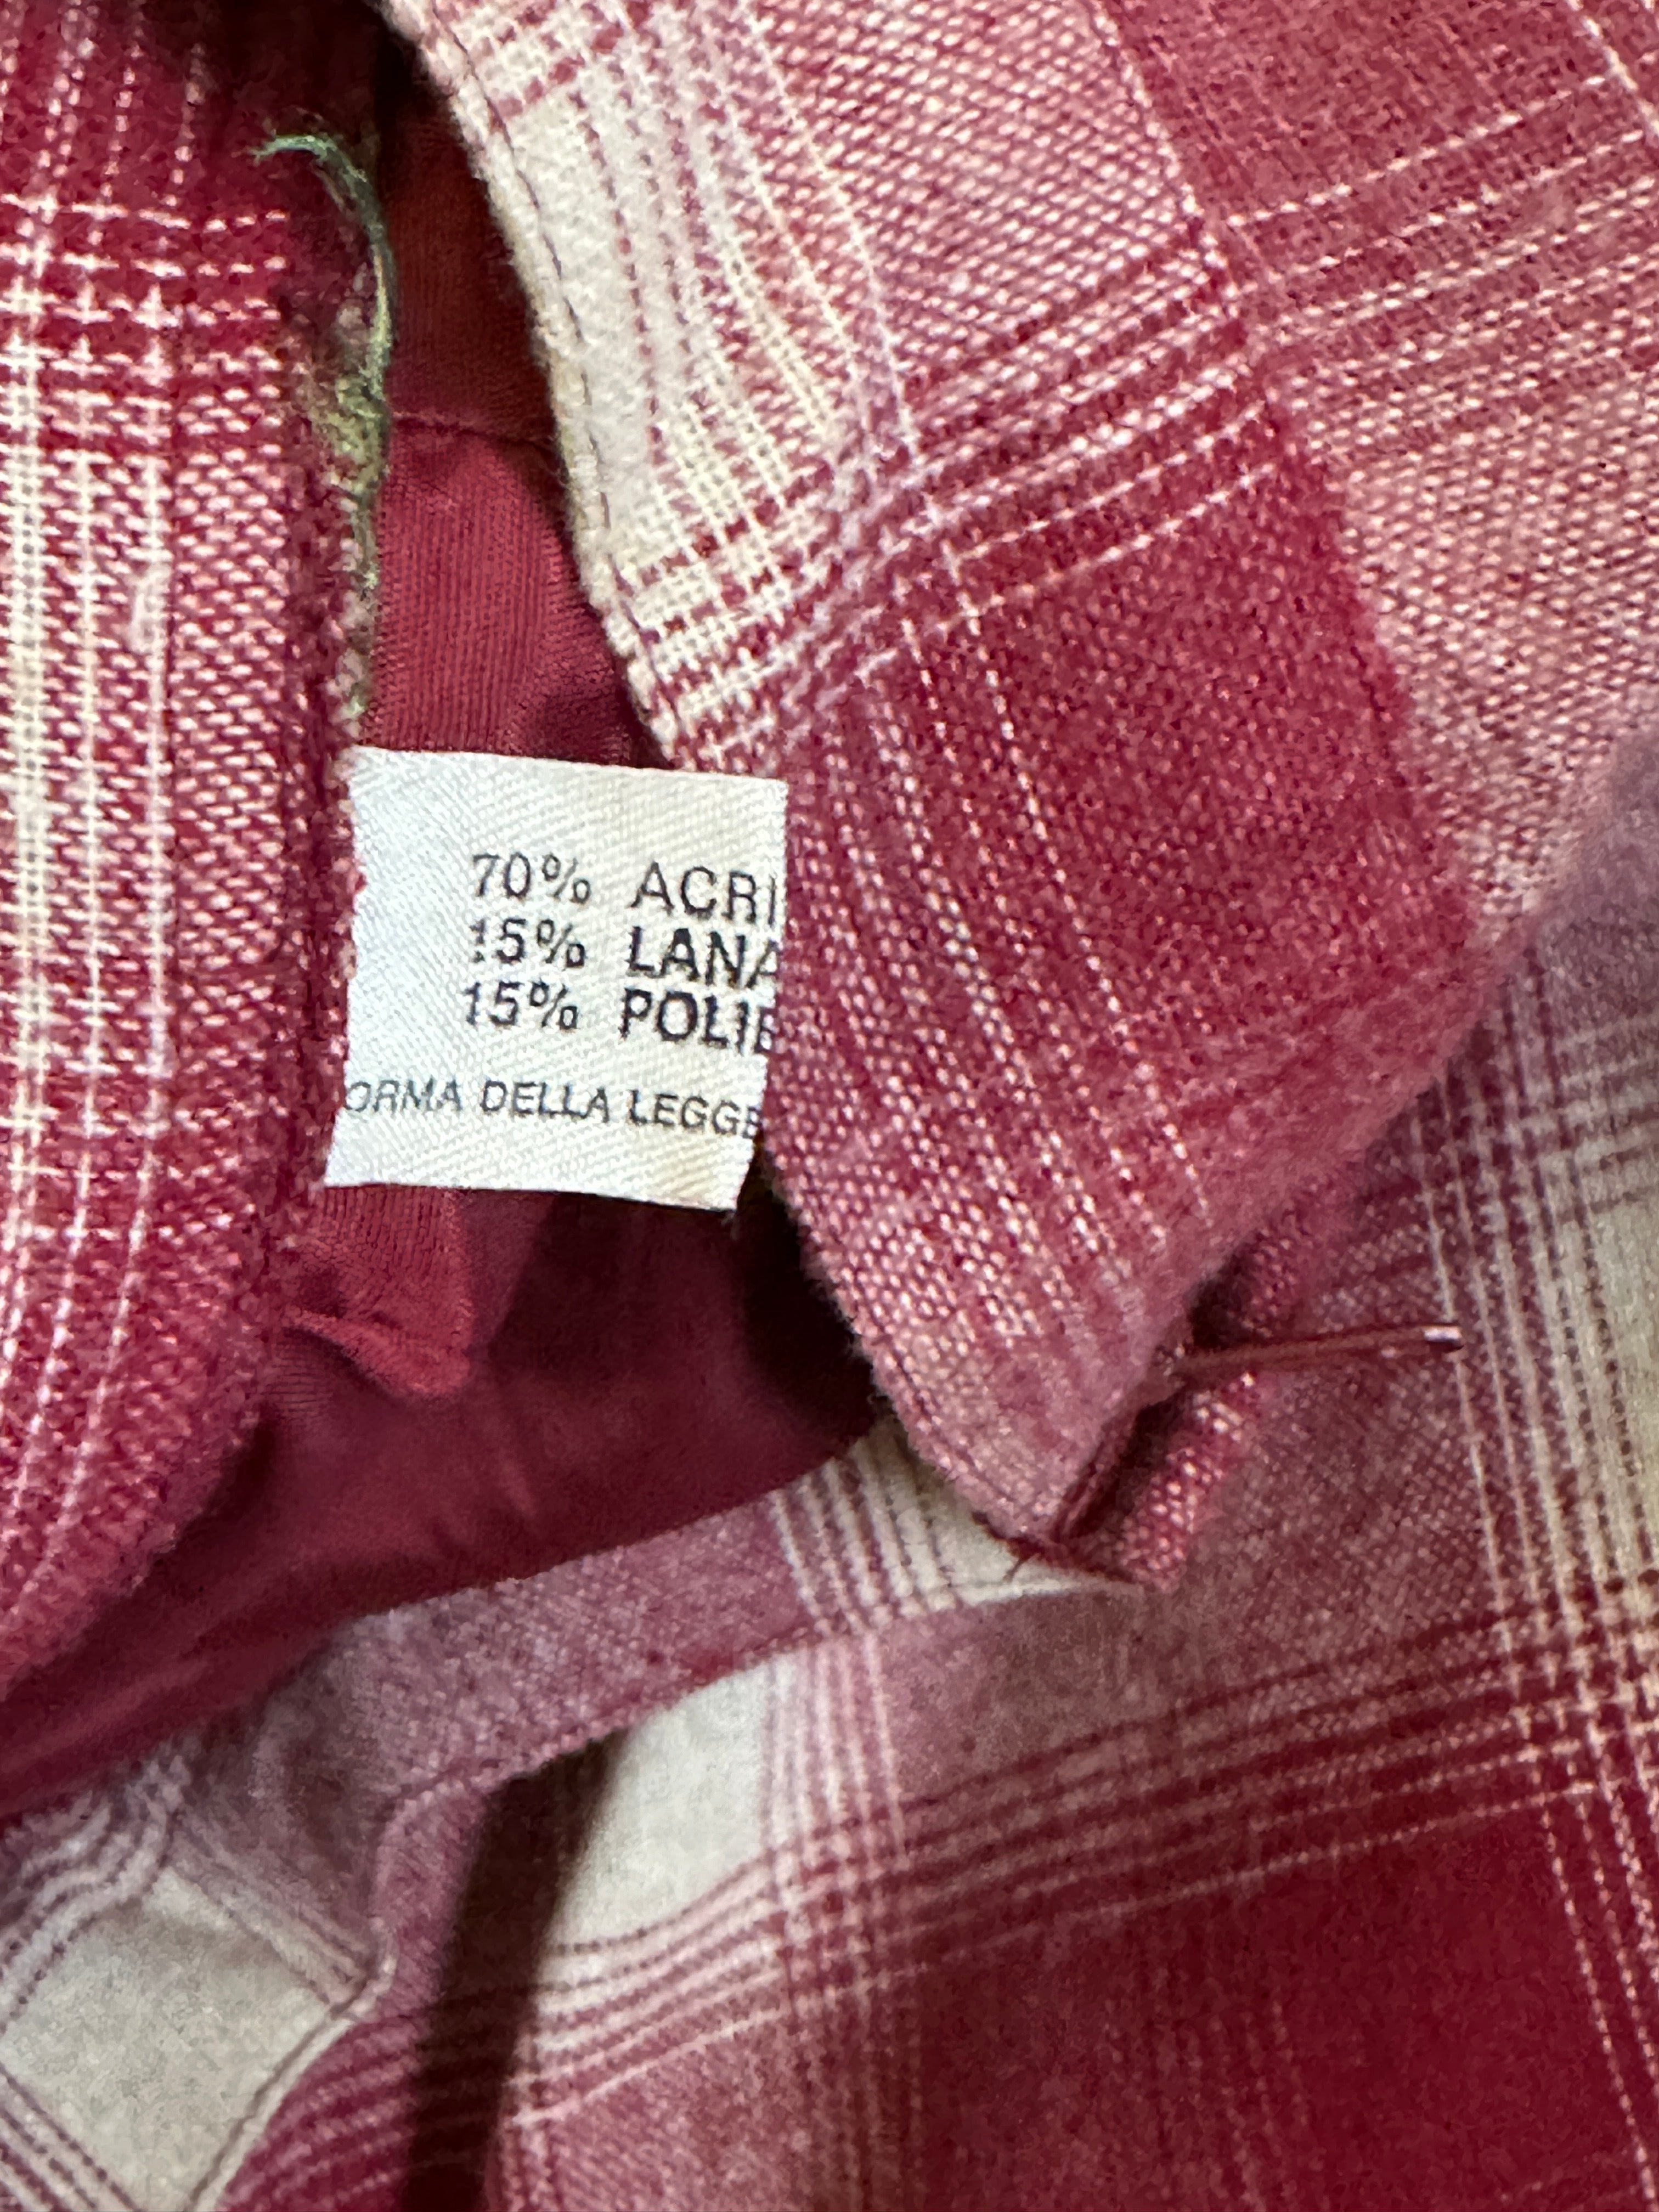 70% ACRI
15% LANA
15% POLIE
ORMA DELLA LEGGE